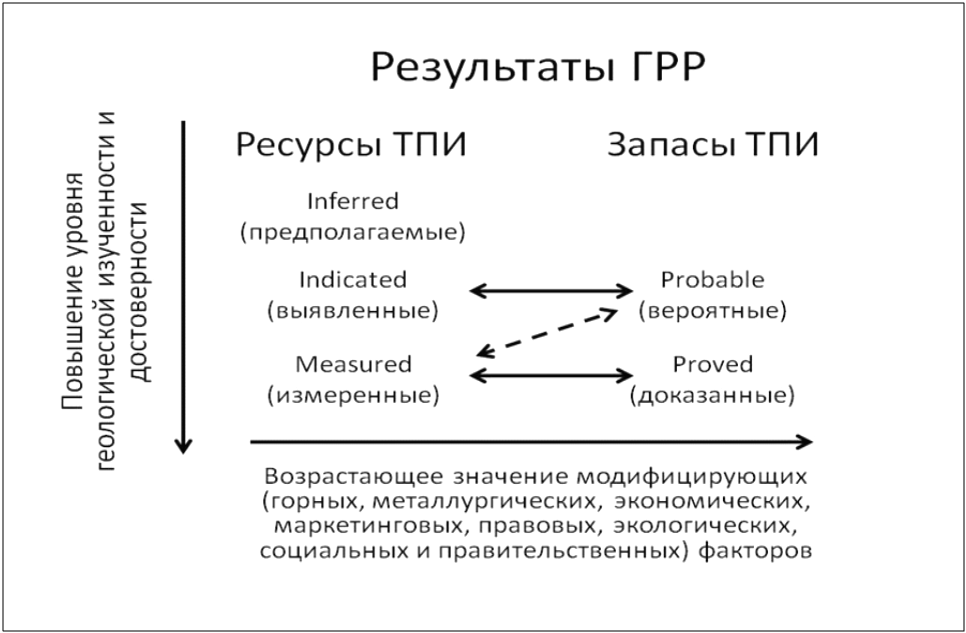 Результаты ГРР
Повышение уровня
геологической изученности и
достоверности
Ресурсы ТПИ
Запасы ТПИ
Inferred
(предполагаемые)
Indicated
(выявленные)
Probable
(вероятные)
Measured
(измеренные)
Proved
(доказанные)
Возрастающее значение модифицирующих
(горных, металлургических, экономических,
маркетинговых, правовых, экологических,
социальных и правительственных) факторов